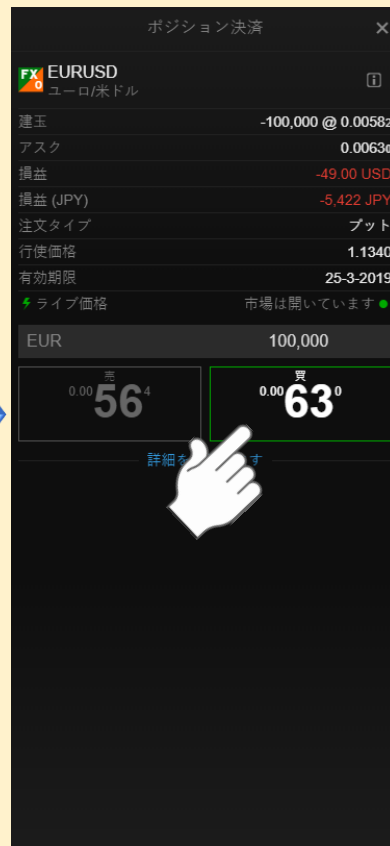 ポジション決済 ×
FX O EURUSD
ユーロ/米ドル
建玉 -100,000 @ 0.00582
アスク 0.00630
損益 -49.00 USD
損益 (JPY) -5,422 JPY
注文タイプ プット
行使価格 1.1340
有効期限 25-3-2019
ライブ価格 市場は開いています
EUR 100,000
売 買
0.00 56 4 0.00 63 0
詳細を す